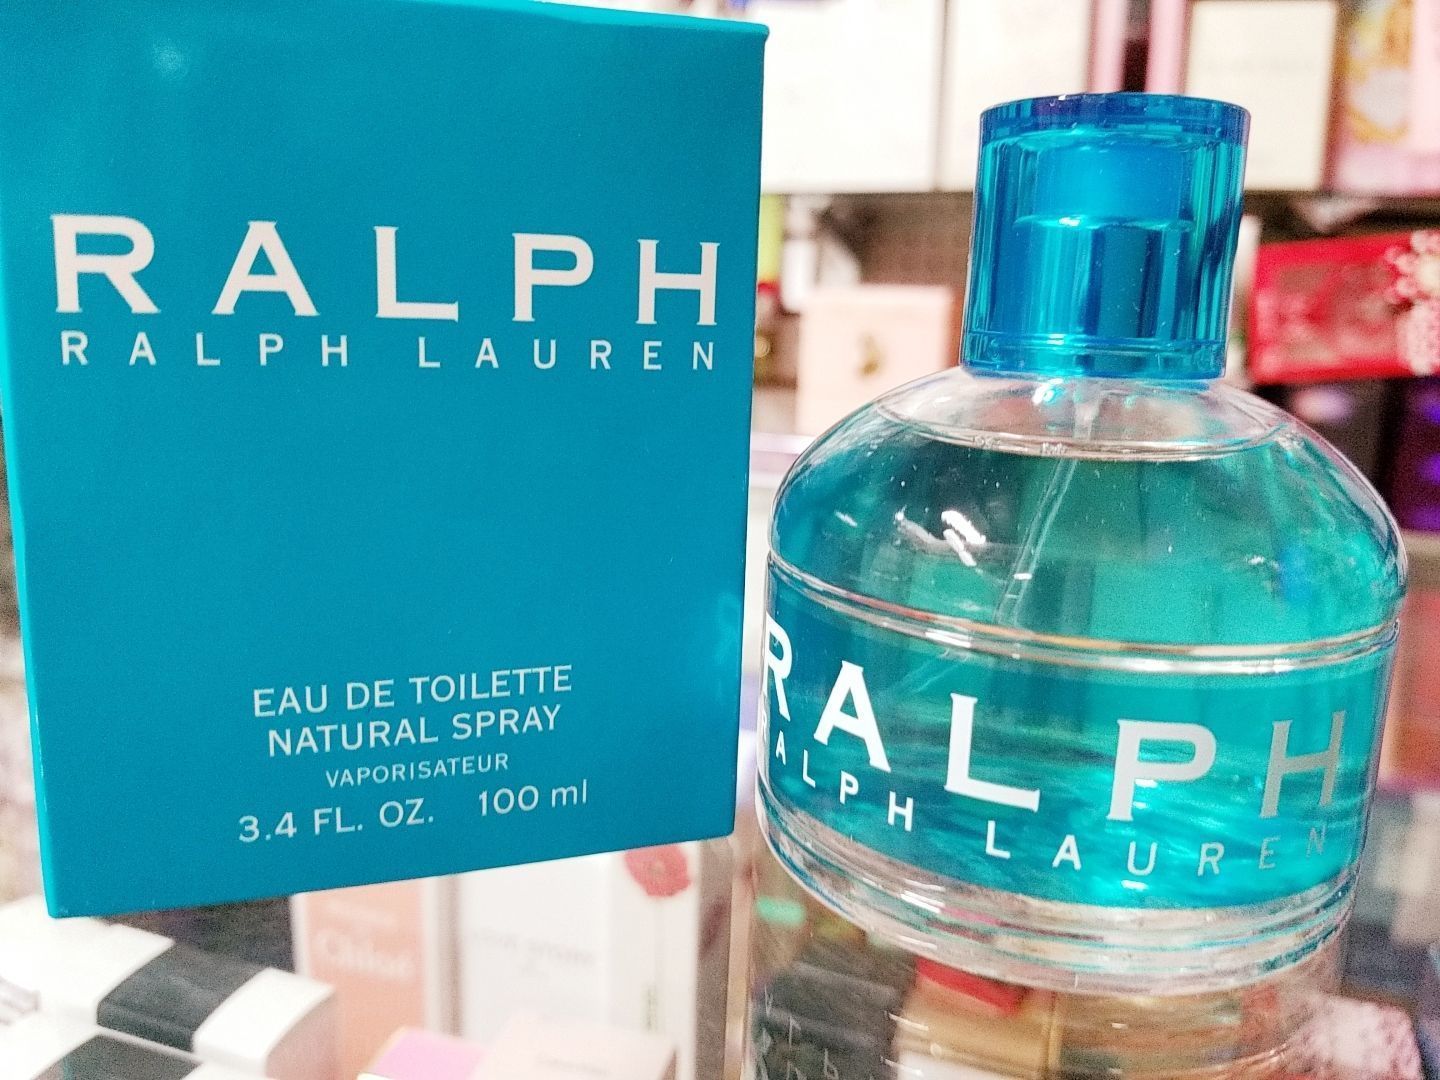 RALPH
RALPH LAUREN
EAU DE TOILETTE
NATURAL SPRAY
VAPORISATEUR
3.4 FL. OZ. 100 ml
RALPH
RALPH LAUREN
Chloé